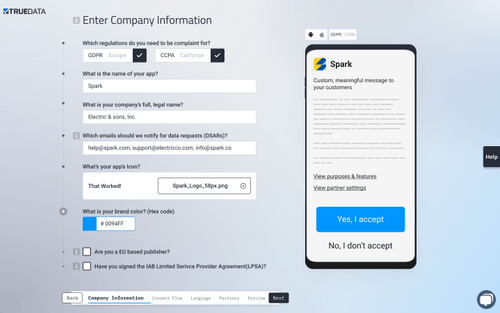 TRUEDATA
Enter Company Information
Which regulations do you need to be complaint for?
GDPR Europe
CCPA California
What is the name of your app?
Spark
What is your company's full, legal name?
Electric & sons, Inc.
Which emails should we notify for data requests (DSARs)?
help@spark.com, support@electricco.com, info@spark.co
What's your app's Icon?
That Worked!
Spark_Logo_58px.png
What is your brand color? (Hex code)
# 0094FF
Are you a EU based publisher?
Have you signed the IAB Limited Serivce Provider Agreement(LPSA)?
Back
Company Information
Consent Flow
Language
Partners
Preview
Next
GDPR
CCPA
Spark
Custom, meaningful message to
your customers
View purposes & features
View partner settings
Yes, I accept
No, I don't accept
Help